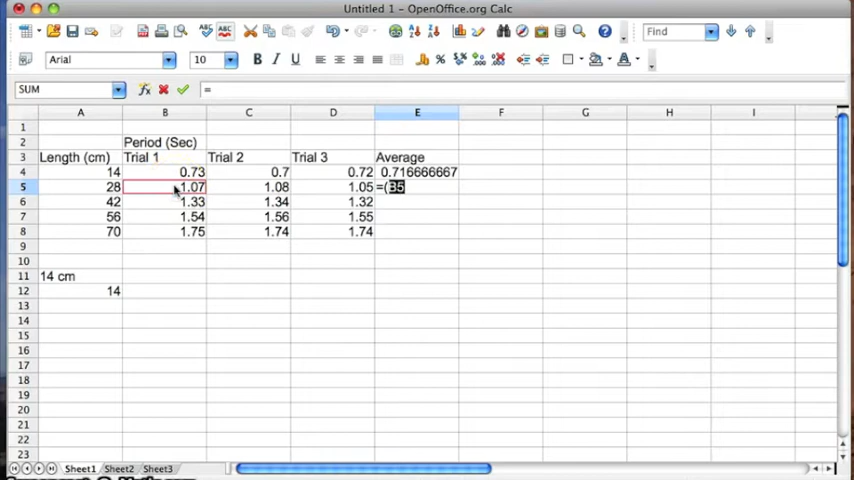 Untitled 1 - OpenOffice.org Calc
Find
Arial 10 B I U
SUM =
A B C D E F G H I
1
2 Period (Sec)
3 Length (cm) Trial 1 Trial 2 Trial 3 Average
4 14 0.73 0.7 0.72 0.716666667
5 28 1.07 1.08 1.05 =(B5
6 42 1.33 1.34 1.32
7 56 1.54 1.56 1.55
8 70 1.75 1.74 1.74
9
10
11 14 cm
12 14
13
14
15
16
17
18
19
20
21
22
23
Sheet1 Sheet2 Sheet3